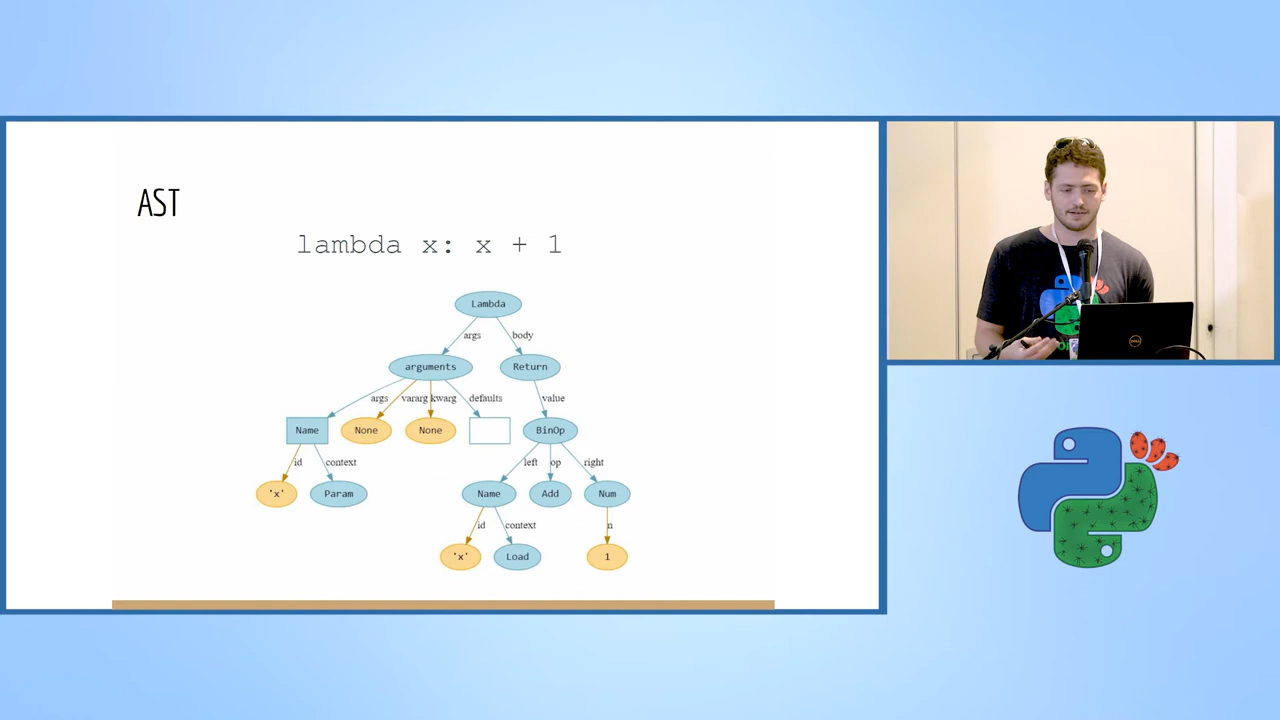 AST
lambda x: x + 1
Lambda
args
body
arguments
Return
args
vararg
kwarg
defaults
value
Name
None
None
BinOp
id
context
left
op
right
'x'
Param
Name
Add
Num
id
context
n
'x'
Load
1
DELL